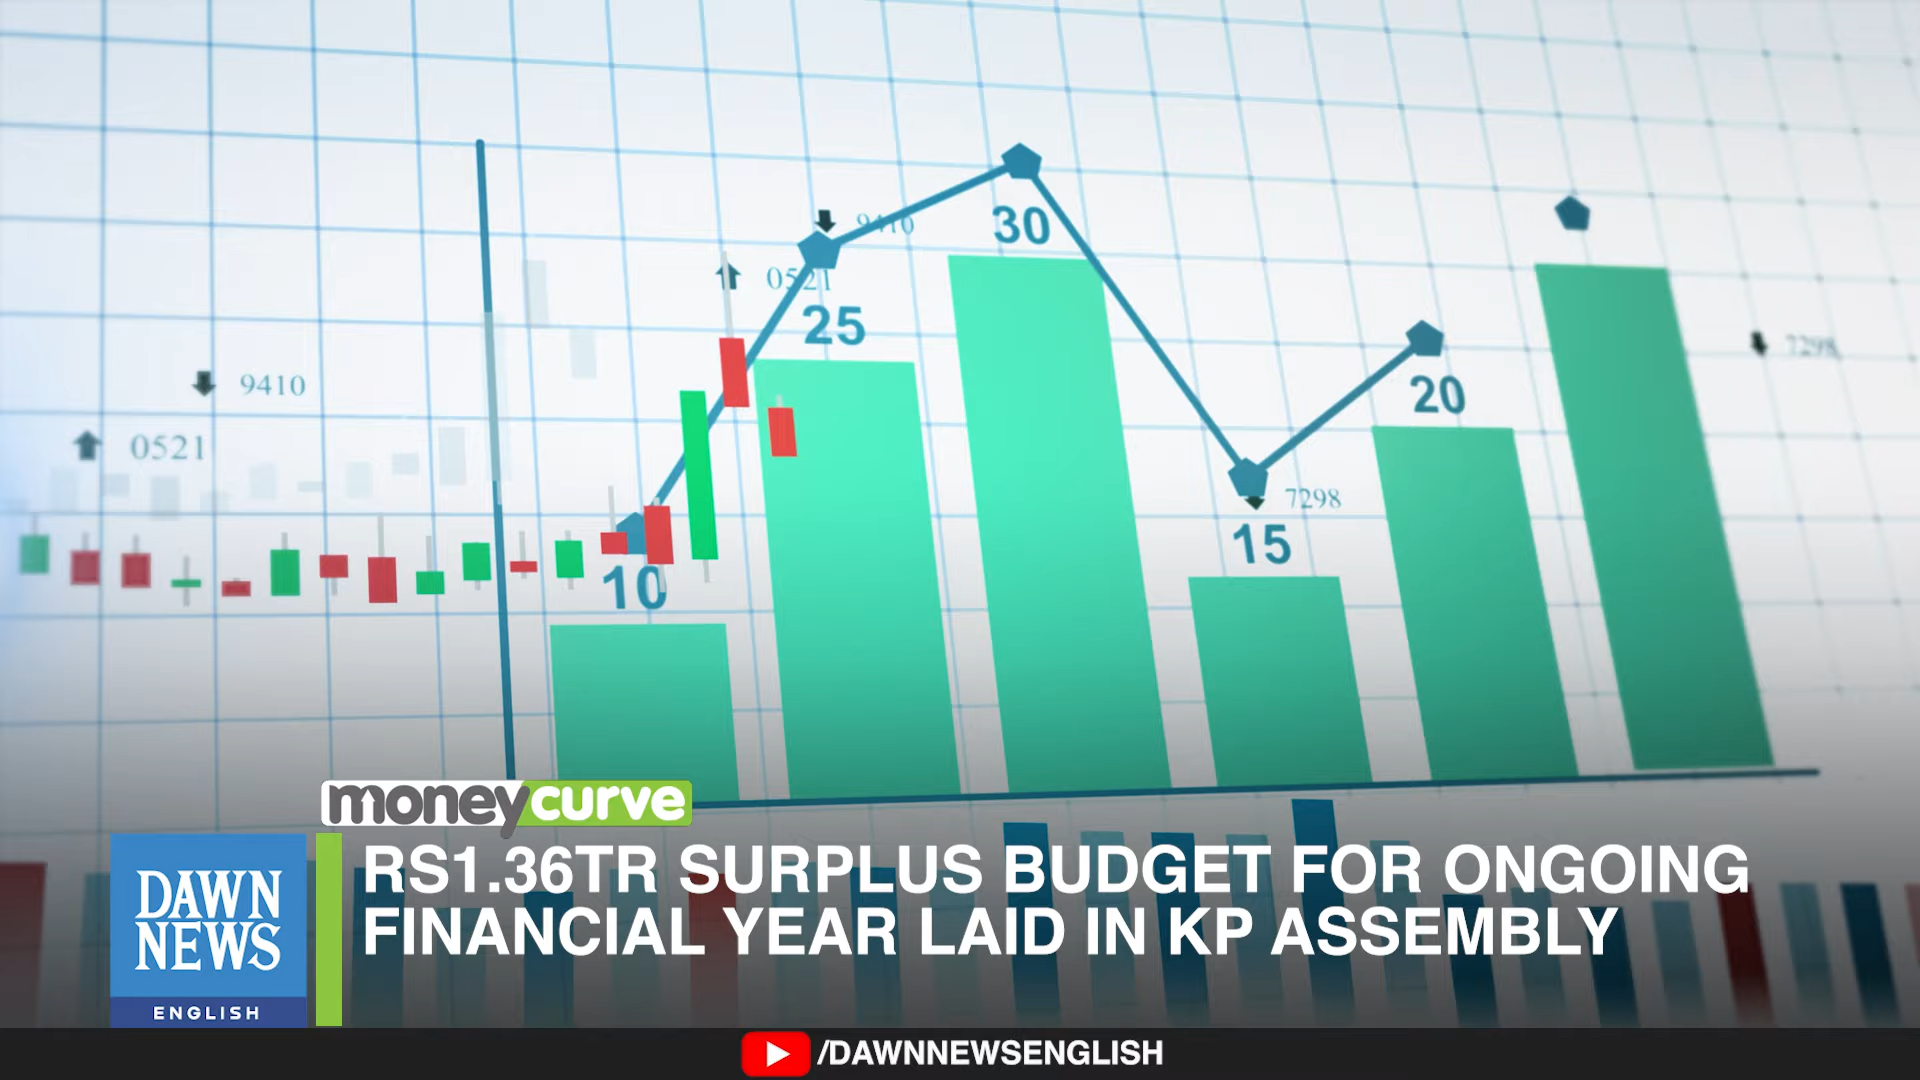 9410
30
0521
25
7298
9410
20
0521
7298
15
10
moneycurve
RS1.36TR SURPLUS BUDGET FOR ONGOING
FINANCIAL YEAR LAID IN KP ASSEMBLY
DAWN
NEWS
ENGLISH
/DAWNNEWSENGLISH